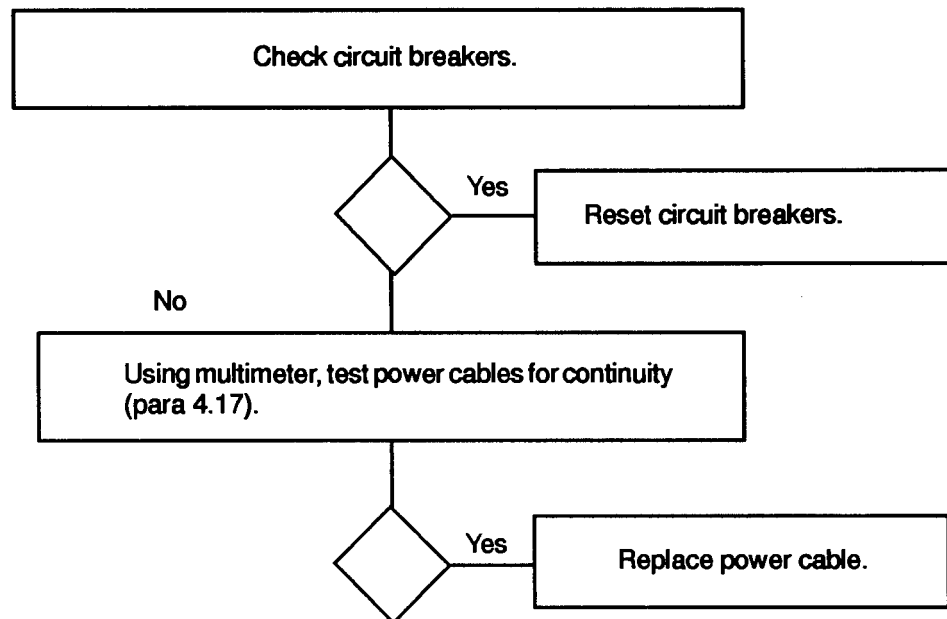 Check circuit breakers.
Yes
Reset circuit breakers.
No
Using multimeter, test power cables for continuity
(para 4.17).
Yes
Replace power cable.